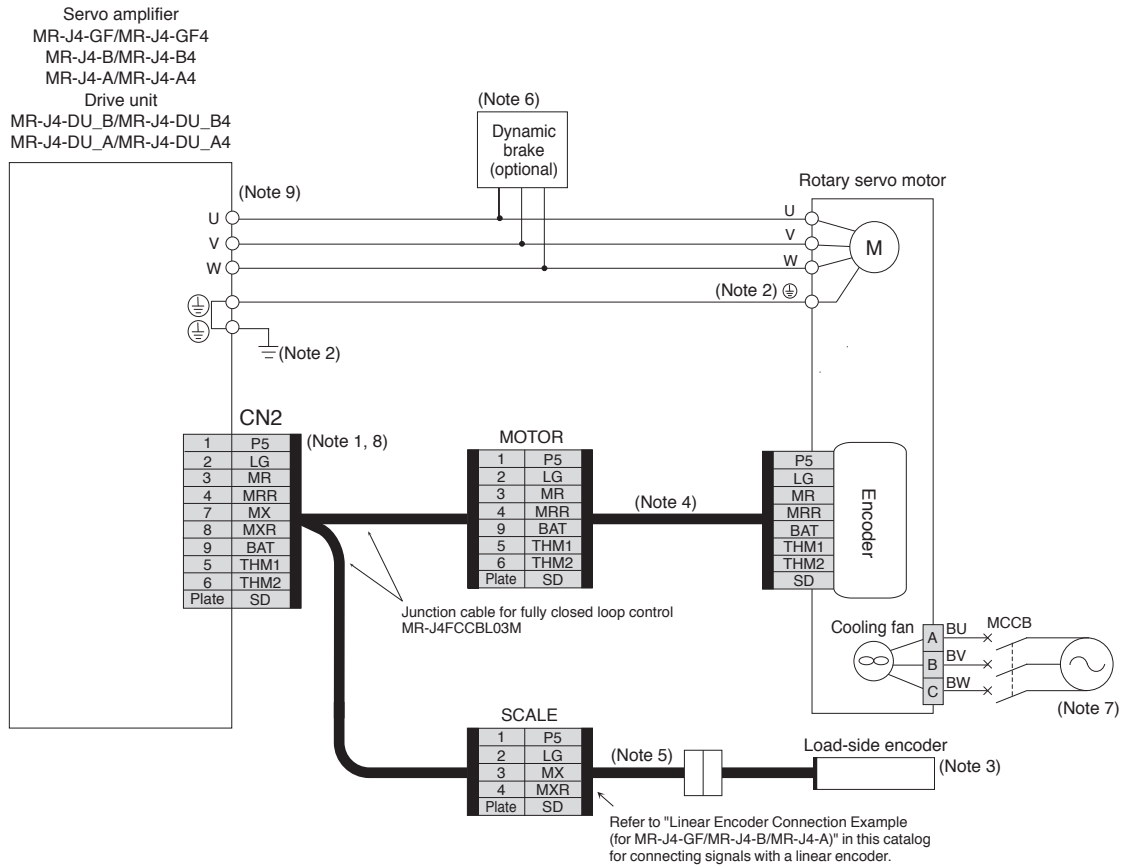 Servo amplifier
MR-J4-GF/MR-J4-GF4
MR-J4-B/MR-J4-B4
MR-J4-A/MR-J4-A4
Drive unit
MR-J4-DU_B/MR-J4-DU_B4
MR-J4-DU_A/MR-J4-DU_A4
(Note 6)
Dynamic
brake
(optional)
Rotary servo motor
(Note 9)
U
V
W
U
V
W
M
(Note 2)
(Note 2)
CN2
(Note 1, 8)
1 P5
2 LG
3 MR
4 MRR
7 MX
8 MXR
9 BAT
5 THM1
6 THM2
Plate SD
MOTOR
1 P5
2 LG
3 MR
4 MRR
9 BAT
5 THM1
6 THM2
Plate SD
(Note 4)
P5
LG
MR
MRR
BAT
THM1
THM2
SD
Encoder
Junction cable for fully closed loop control
MR-J4FCCBL03M
Cooling fan
A BU
B BV
C BW
MCCB
(Note 7)
SCALE
1 P5
2 LG
3 MX
4 MXR
Plate SD
(Note 5)
Load-side encoder
(Note 3)
Refer to "Linear Encoder Connection Example
(for MR-J4-GF/MR-J4-B/MR-J4-A)" in this catalog
for connecting signals with a linear encoder.